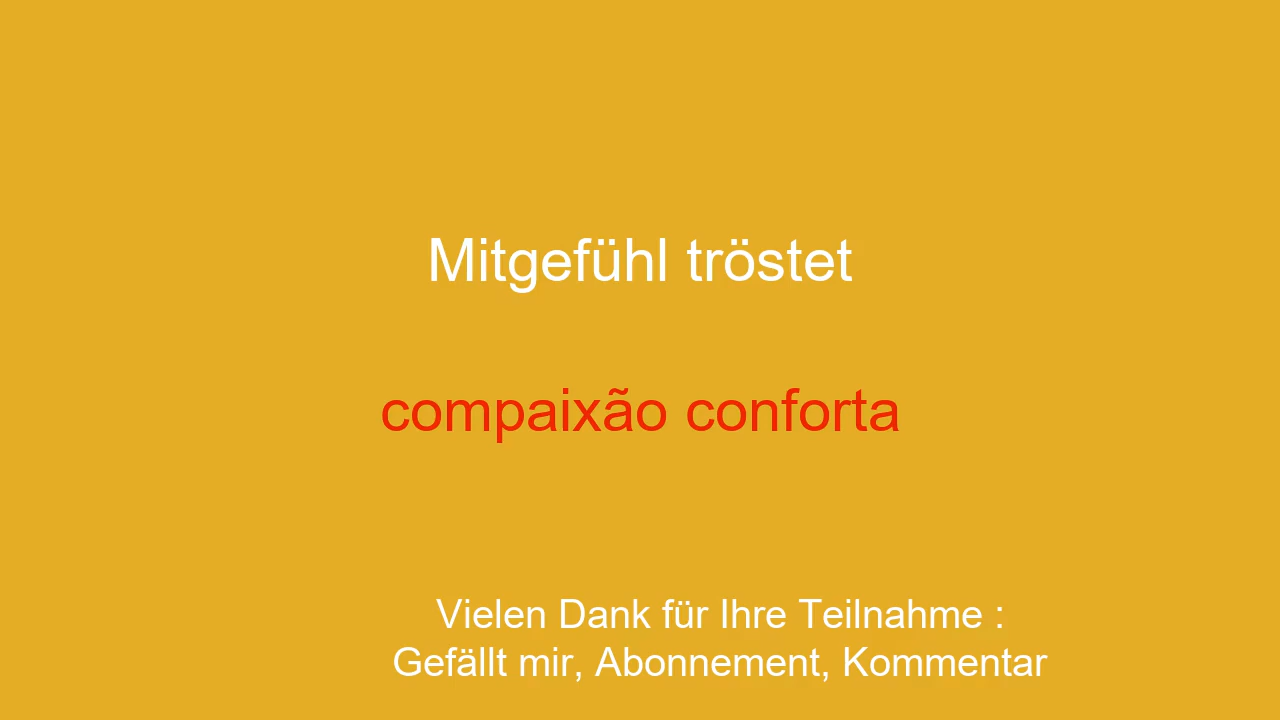 Mitgefühl tröstet
compaixão conforta
Vielen Dank für Ihre Teilnahme :
Gefällt mir, Abonnement, Kommentar